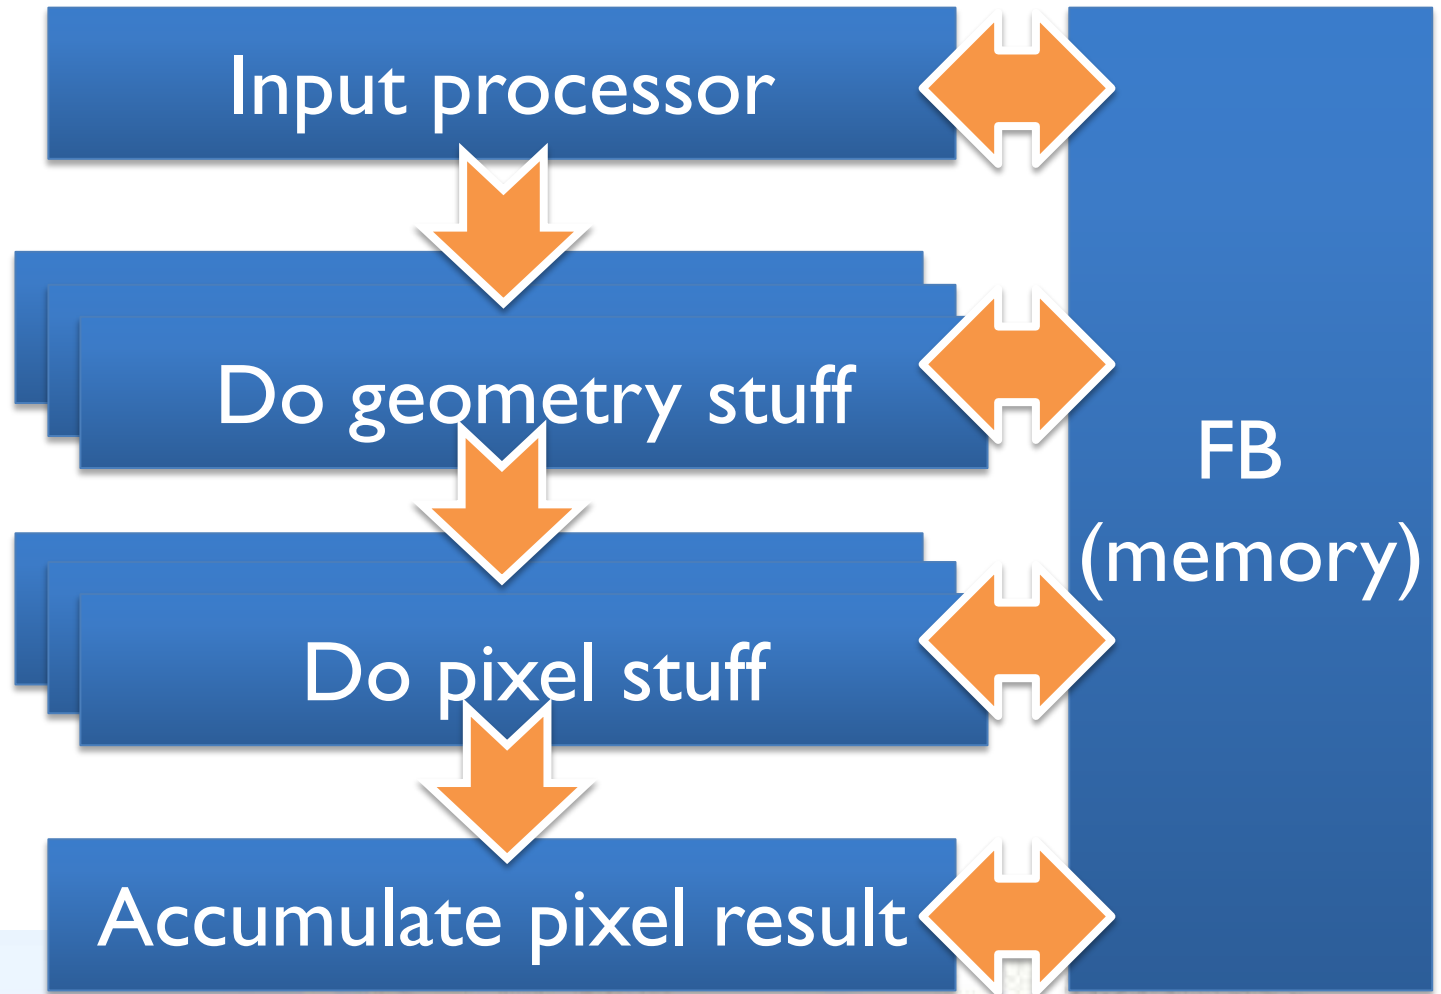 Input processor
Do geometry stuff
Do pixel stuff
Accumulate pixel result
FB
(memory)